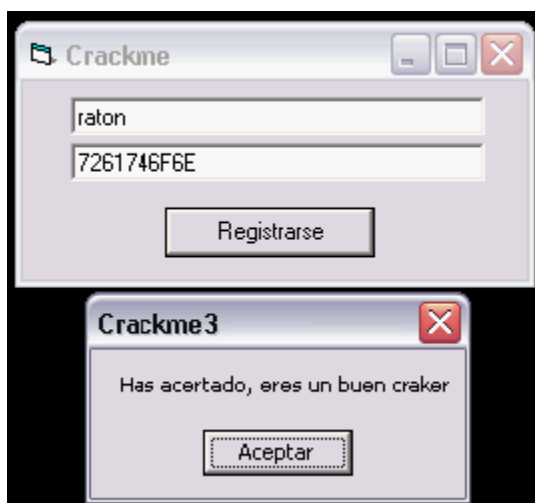 Crackme
raton
7261746F6E
Registrarse
Crackme3
Has acertado, eres un buen craker
Aceptar